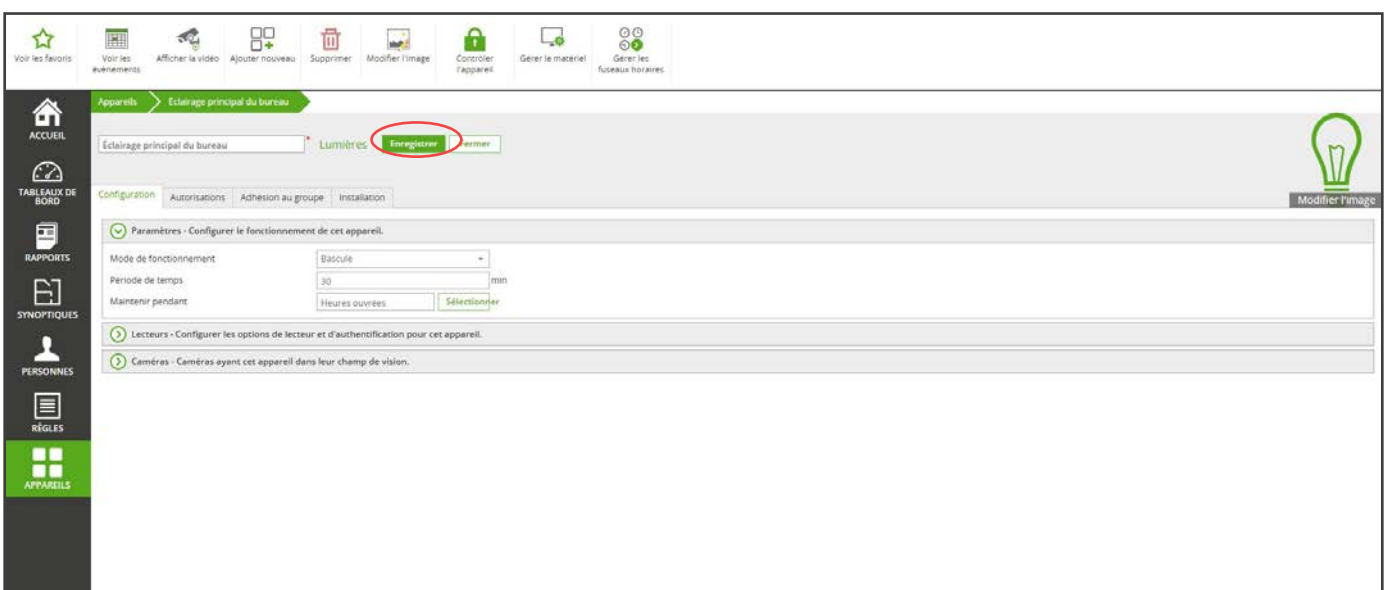 Voir les favoris
Voir les
évènements
Afficher la vidéo
Ajouter nouveau
Supprimer
Modifier l'image
Contrôler
l'appareil
Gérer le matériel
Gérer les
fuseaux horaires
ACCUEIL
TABLEAUX DE
BORD
RAPPORTS
SYNOPTIQUES
PERSONNES
RÈGLES
APPAREILS
Appareils
Eclairage principal du bureau
Eclairage principal du bureau
*
Lumières
Enregistrer
Fermer
Modifier l'image
Configuration
Autorisations
Adhésion au groupe
Installation
Paramètres - Configurer le fonctionnement de cet appareil.
Mode de fonctionnement
Bascule
Période de temps
30
min
Maintenir pendant
Heures ouvrées
Sélectionner
Lecteurs - Configurer les options de lecteur et d'authentification pour cet appareil.
Caméras - Caméras ayant cet appareil dans leur champ de vision.